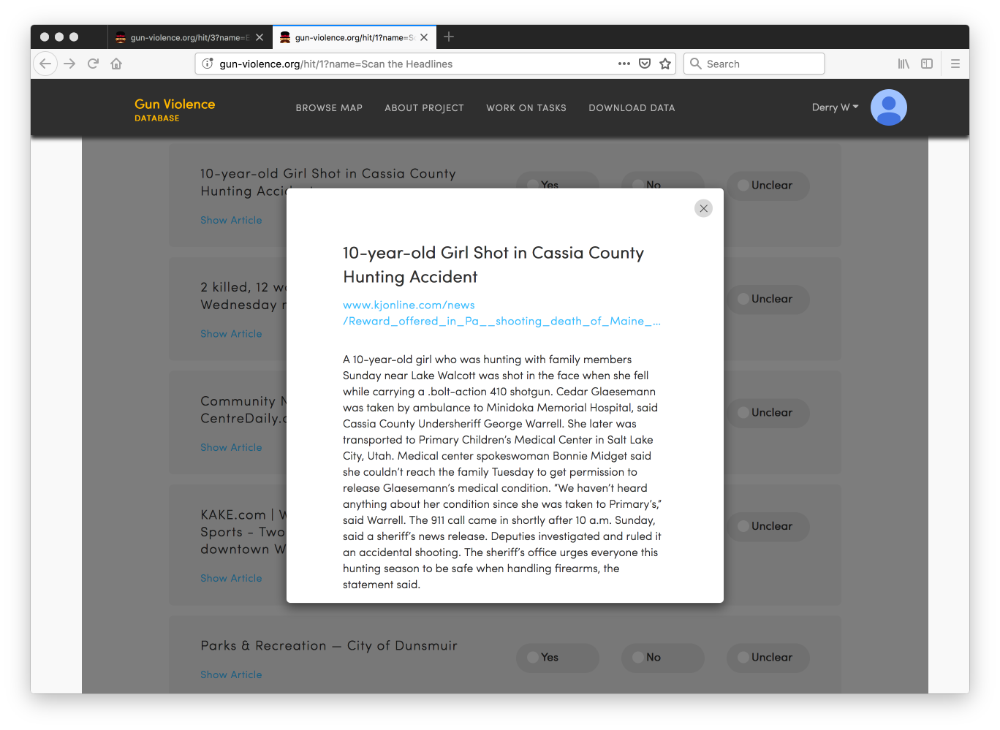 gun-violence.org/hit/3?name=E
gun-violence.org/hit/1?name=Sc
gun-violence.org/hit/1?name=Scan the Headlines
Search
Gun Violence
DATABASE
BROWSE MAP
ABOUT PROJECT
WORK ON TASKS
DOWNLOAD DATA
Derry W
10-year-old Girl Shot in Cassia County
Hunting Accident
Show Article
Yes
No
Unclear
2 killed, 12 wo
Wednesday n
Show Article
Unclear
Community N
CentreDaily.c
Show Article
Unclear
KAKE.com | W
Sports - Two
downtown W
Show Article
Unclear
Parks & Recreation — City of Dunsmuir
Show Article
Yes
No
Unclear
10-year-old Girl Shot in Cassia County
Hunting Accident
www.kjonline.com/news
/Reward_offered_in_Pa__shooting_death_of_Maine_...
A 10-year-old girl who was hunting with family members
Sunday near Lake Walcott was shot in the face when she fell
while carrying a .bolt-action 410 shotgun. Cedar Glaesemann
was taken by ambulance to Minidoka Memorial Hospital, said
Cassia County Undersheriff George Warrell. She later was
transported to Primary Children's Medical Center in Salt Lake
City, Utah. Medical center spokeswoman Bonnie Midget said
she couldn't reach the family Tuesday to get permission to
release Glaesemann's medical condition. "We haven't heard
anything about her condition since she was taken to Primary's,"
said Warrell. The 911 call came in shortly after 10 a.m. Sunday,
said a sheriff's news release. Deputies investigated and ruled it
an accidental shooting. The sheriff's office urges everyone this
hunting season to be safe when handling firearms, the
statement said.